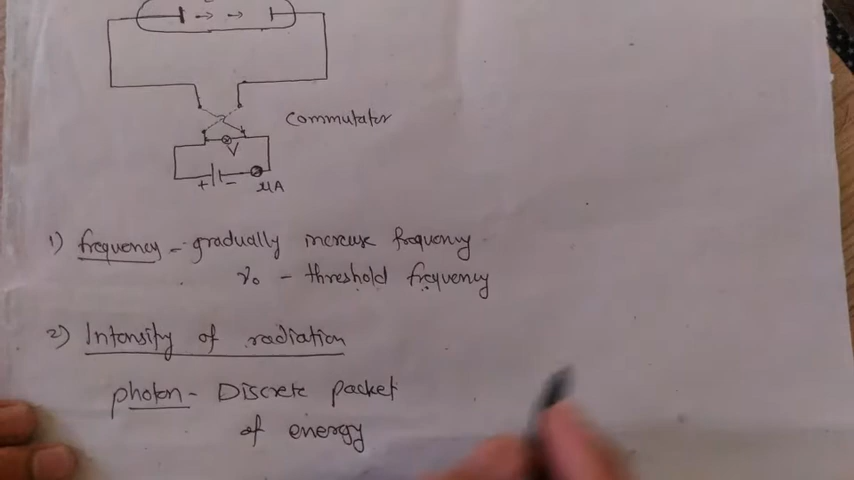 Commutator
V
+ -
μA
1) frequency - gradually increase frequency
ν₀ - threshold frequency
2) Intensity of radiation
photon - Discrete packet
of energy